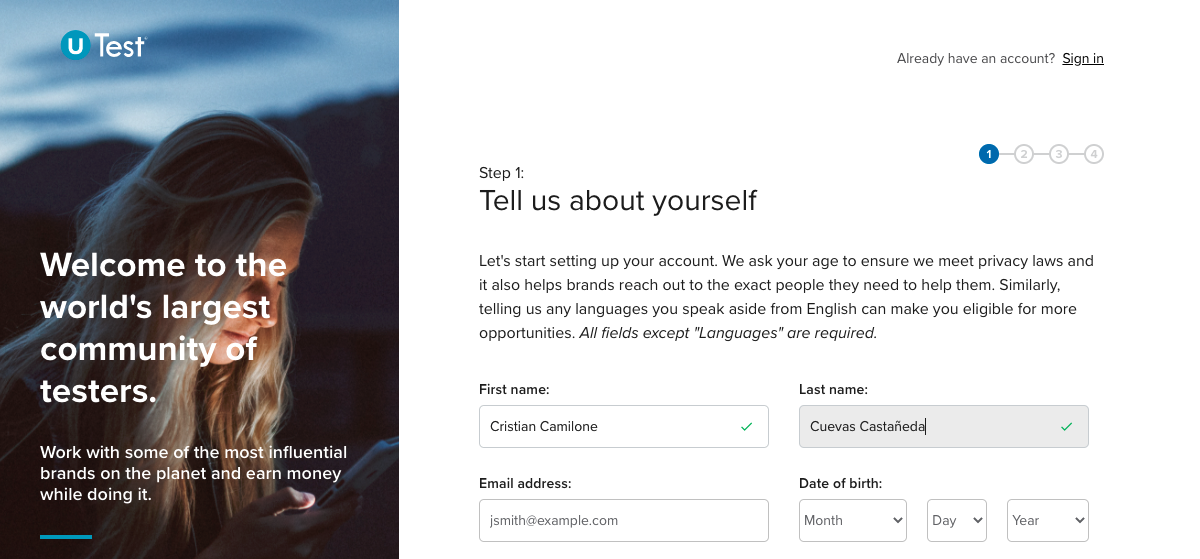 U Test
Already have an account? Sign in
1 2 3 4
Step 1:
Tell us about yourself
Welcome to the
world's largest
community of
testers.
Work with some of the most influential
brands on the planet and earn money
while doing it.
Let's start setting up your account. We ask your age to ensure we meet privacy laws and
it also helps brands reach out to the exact people they need to help them. Similarly,
telling us any languages you speak aside from English can make you eligible for more
opportunities. All fields except "Languages" are required.
First name: Last name:
Cristian Camilone Cuevas Castañeda
Email address: Date of birth:
jsmith@example.com Month Day Year